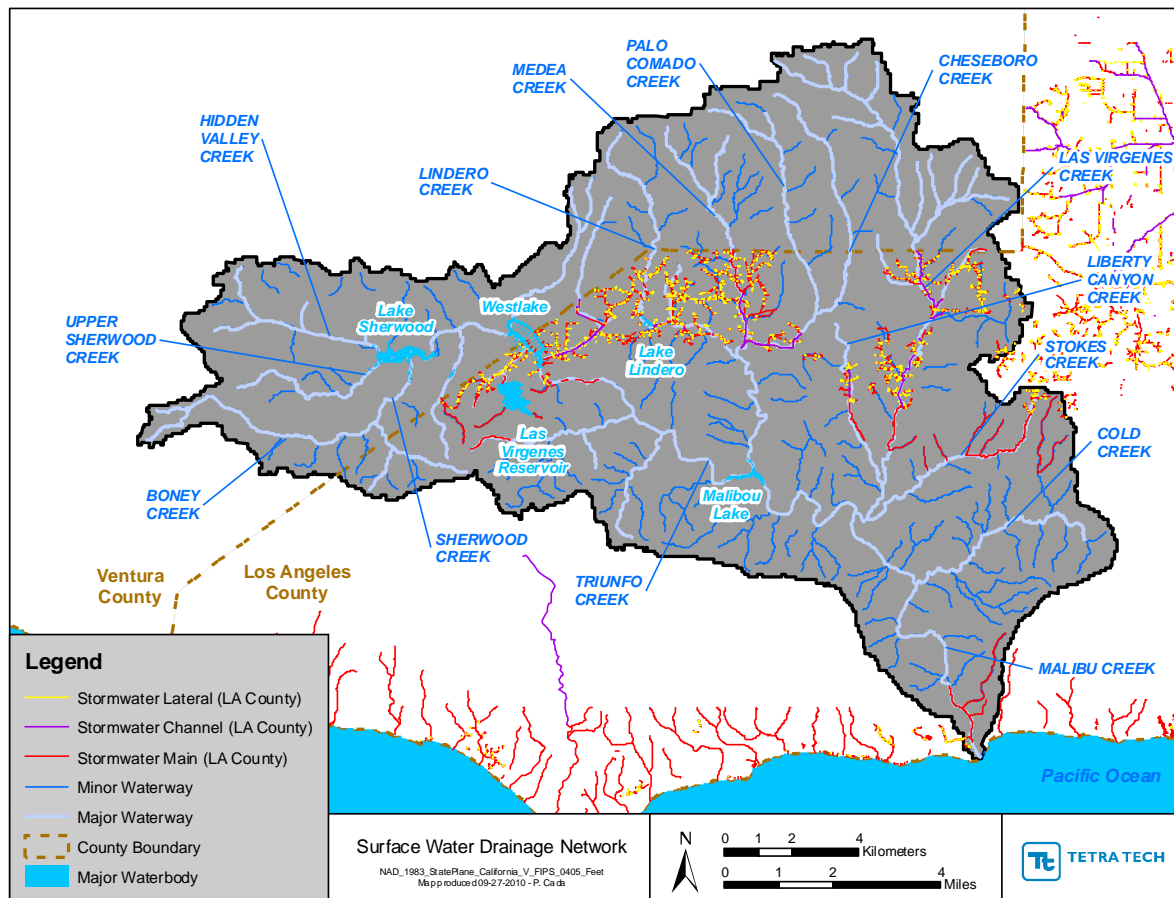 PALO
COMADO
CREEK
MEDEA
CREEK
CHESEBORO
CREEK
HIDDEN
VALLEY
CREEK
LINDERO
CREEK
LAS VIRGENES
CREEK
LIBERTY
CANYON
CREEK
UPPER
SHERWOOD
CREEK
Lake
Sherwood
Westlake
Lake
Lindero
STOKES
CREEK
COLD
CREEK
Las
Virgenes
Reservoir
Malibou
Lake
BONEY
CREEK
SHERWOOD
CREEK
TRIUNFO
CREEK
Ventura
County
Los Angeles
County
MALIBU CREEK
Pacific Ocean
Legend
Stormwater Lateral (LA County)
Stormwater Channel (LA County)
Stormwater Main (LA County)
Minor Waterway
Major Waterway
County Boundary
Major Waterbody
Surface Water Drainage Network
NAD_1983_StatePlane_California_V_FIPS_0405_Feet
Map produced 09-27-2010 - P. Cada
N
0 1 2 4
Kilometers
0 1 2 4
Miles
Tt TETRA TECH